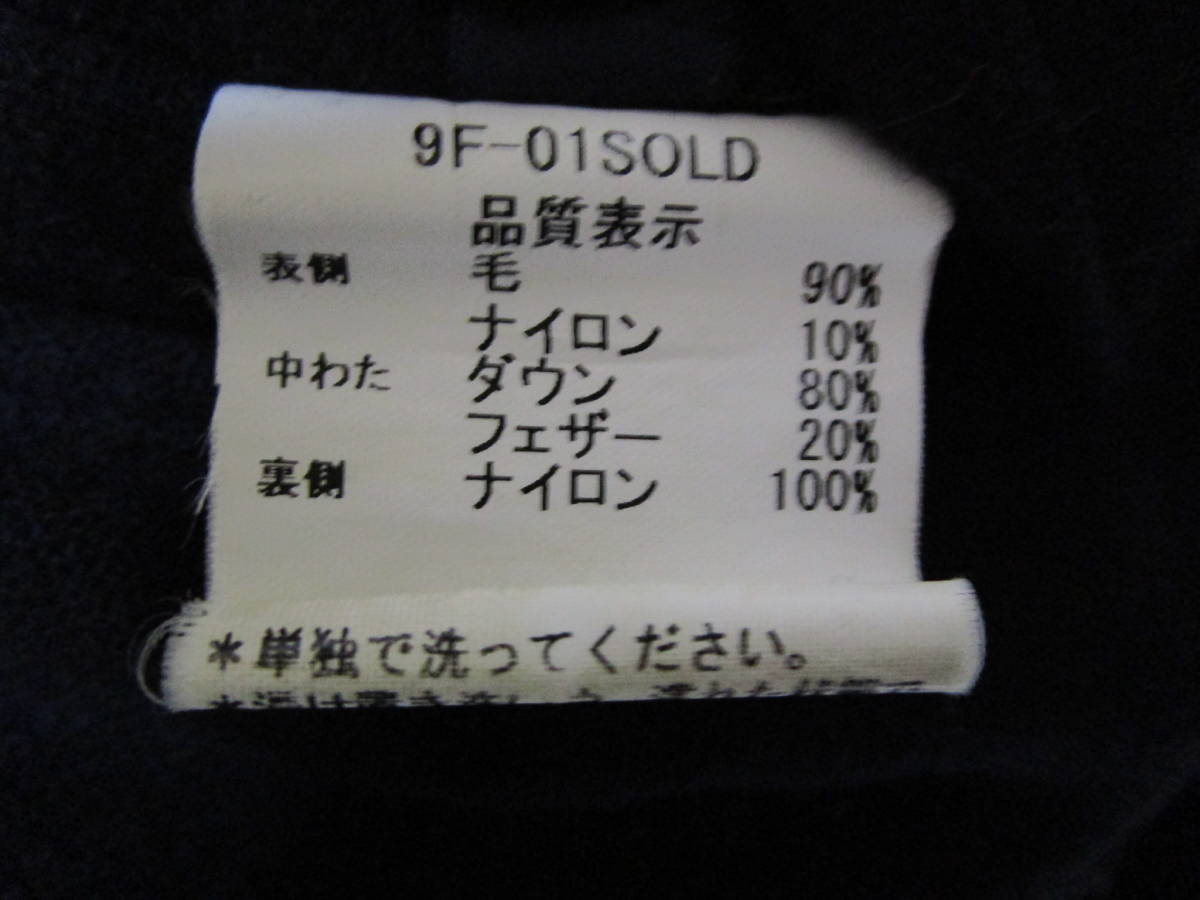 9F-01SOLD
品質表示
表側 毛 90%
ナイロン 10%
中わた ダウン 80%
フェザー 20%
裏側 ナイロン 100%
*単独で洗ってください。